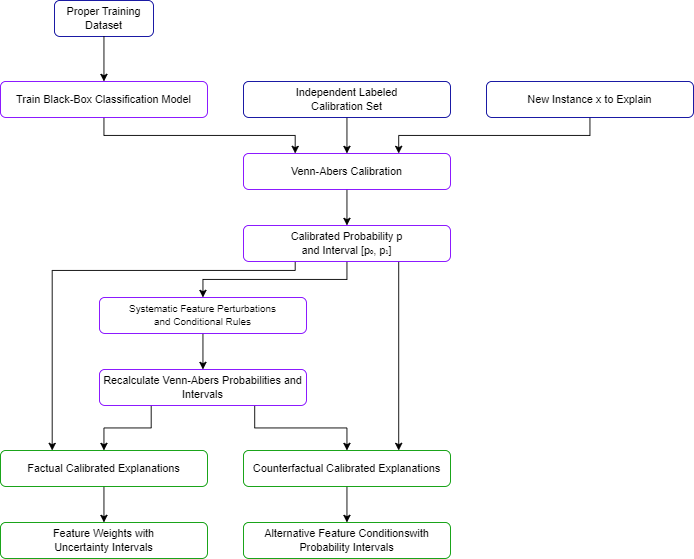 Proper Training
Dataset
Train Black-Box Classification Model
Independent Labeled
Calibration Set
New Instance x to Explain
Venn-Abers Calibration
Calibrated Probability p
and Interval [p₀, p₁]
Systematic Feature Perturbations
and Conditional Rules
Recalculate Venn-Abers Probabilities and
Intervals
Factual Calibrated Explanations
Counterfactual Calibrated Explanations
Feature Weights with
Uncertainty Intervals
Alternative Feature Conditionswith
Probability Intervals